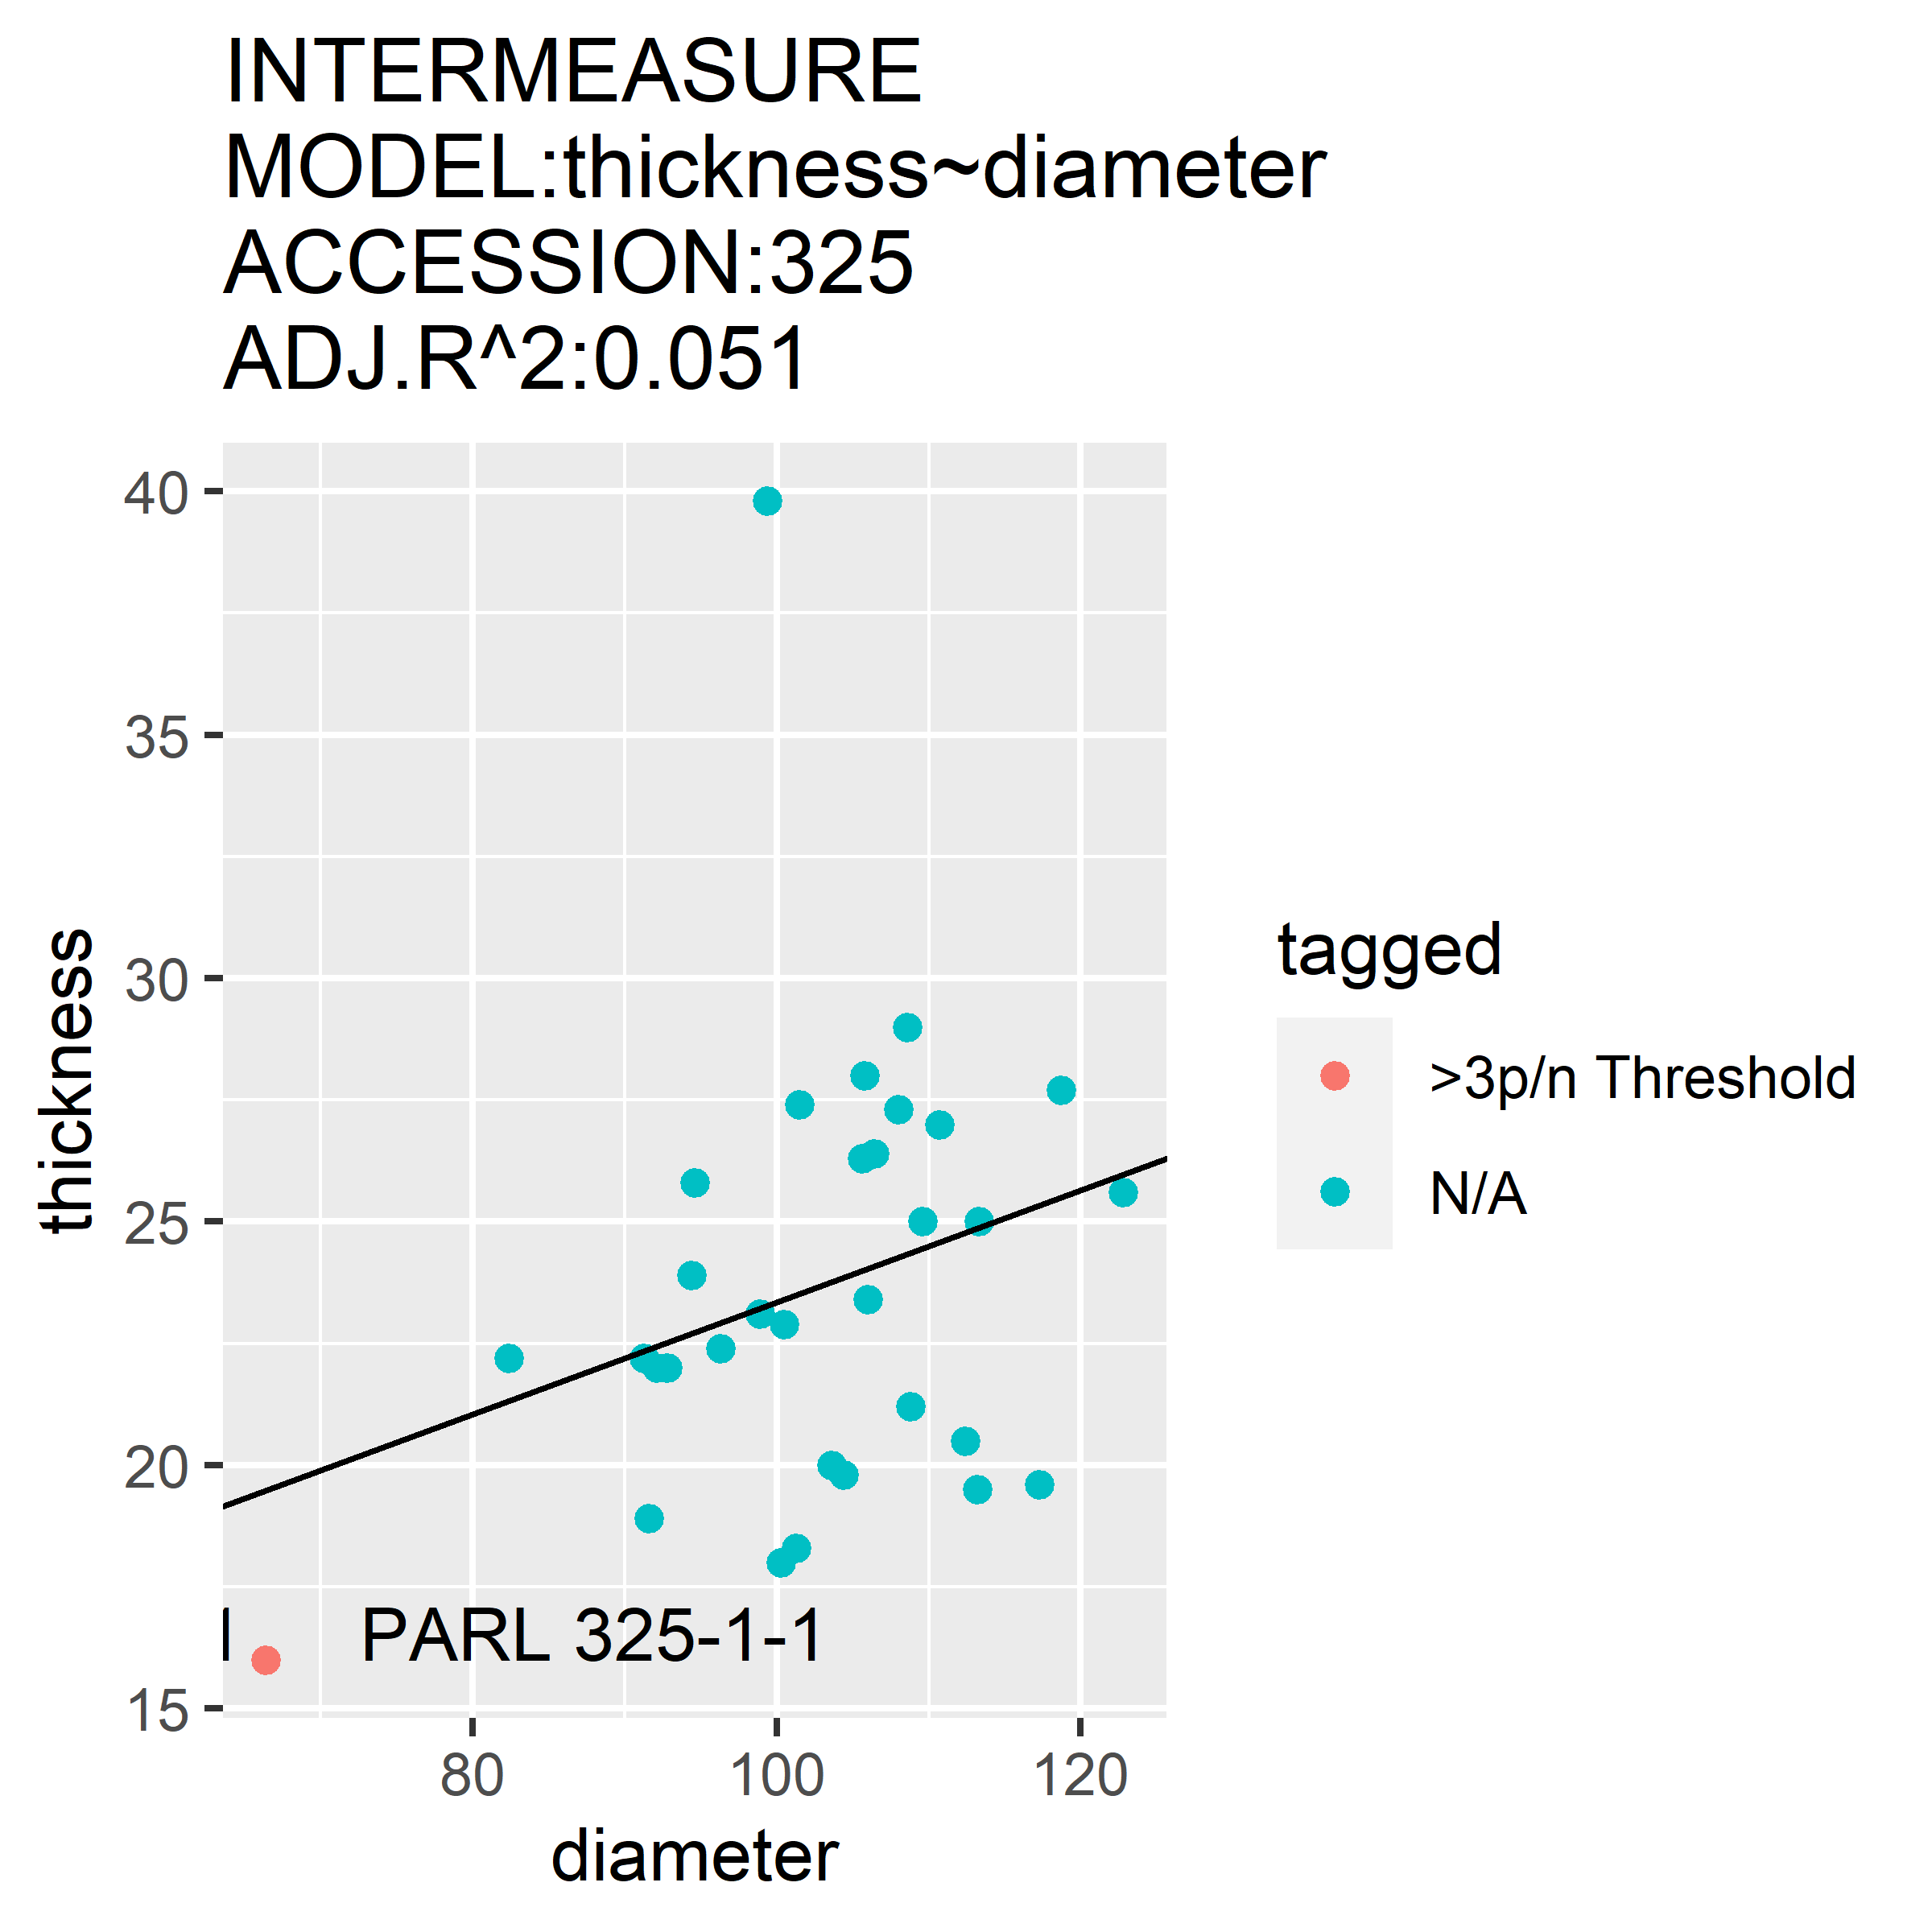 INTERMEASURE
MODEL:thickness~diameter
ACCESSION:325
ADJ.R^2:0.051
40
35
30
25
20
15
thickness
PARL 325-1-1
80 100 120
diameter
tagged
>3p/n Threshold
N/A